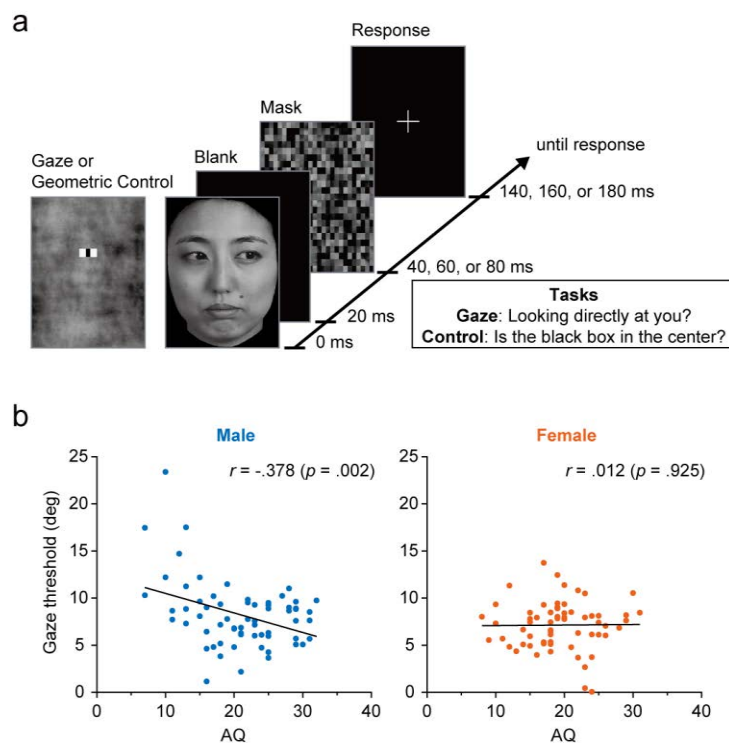 a
Response
Mask
Blank
Gaze or
Geometric Control
until response
140, 160, or 180 ms
40, 60, or 80 ms
20 ms
0 ms
Tasks
Gaze: Looking directly at you?
Control: Is the black box in the center?
b
Male
r = -.378 (p = .002)
Gaze threshold (deg)
25
20
15
10
5
0
0 10 20 30 40
AQ
Female
r = .012 (p = .925)
25
20
15
10
5
0
0 10 20 30 40
AQ